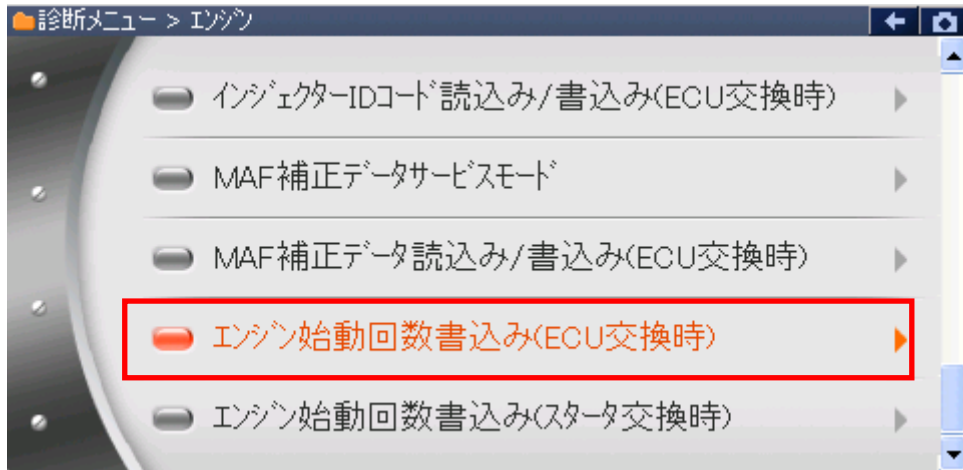 診断メニュー > エンジン
インジェクターIDコード読込み/書込み(ECU交換時)
MAF補正データサービスモード
MAF補正データ読込み/書込み(ECU交換時)
エンジン始動回数書込み(ECU交換時)
エンジン始動回数書込み(スタータ交換時)